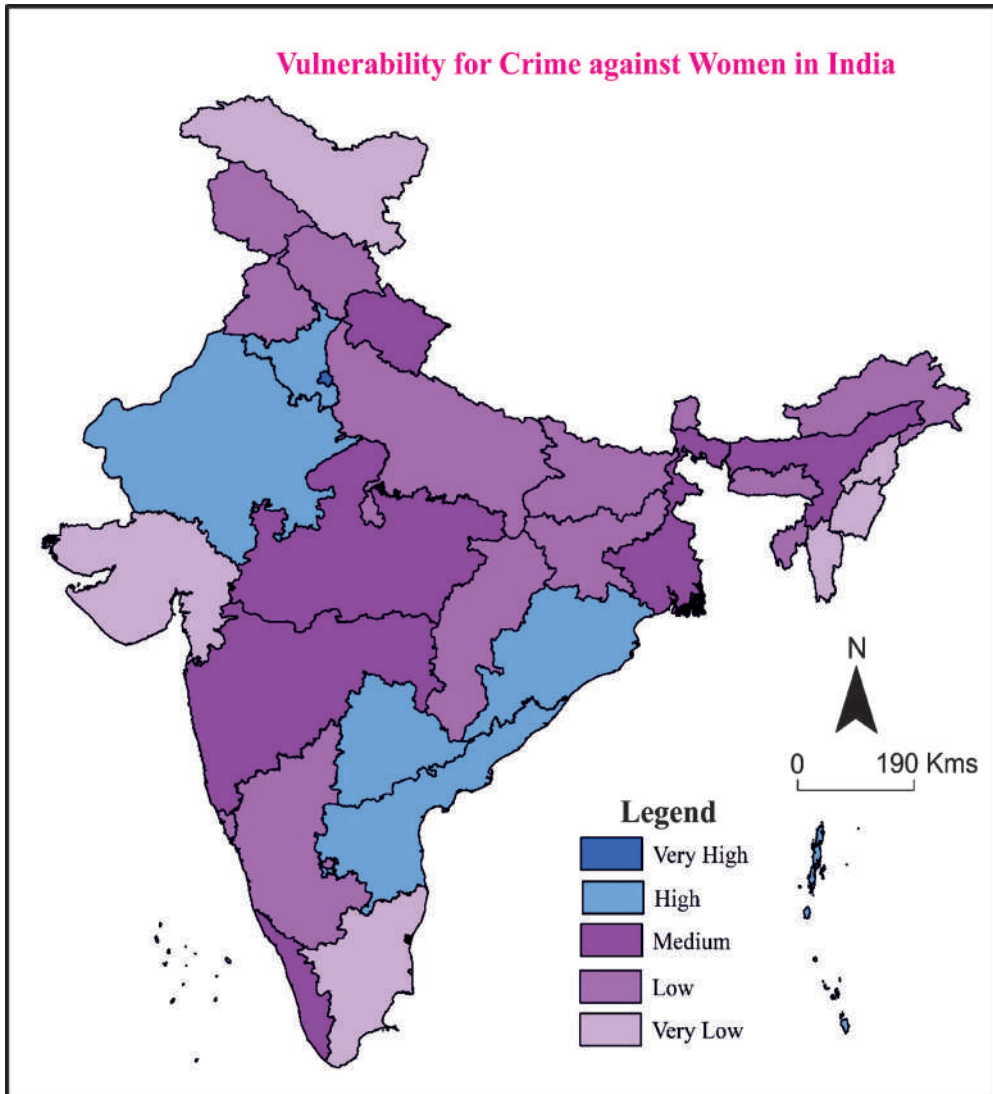 Vulnerability for Crime against Women in India
N
0 190 Kms
Legend
Very High
High
Medium
Low
Very Low